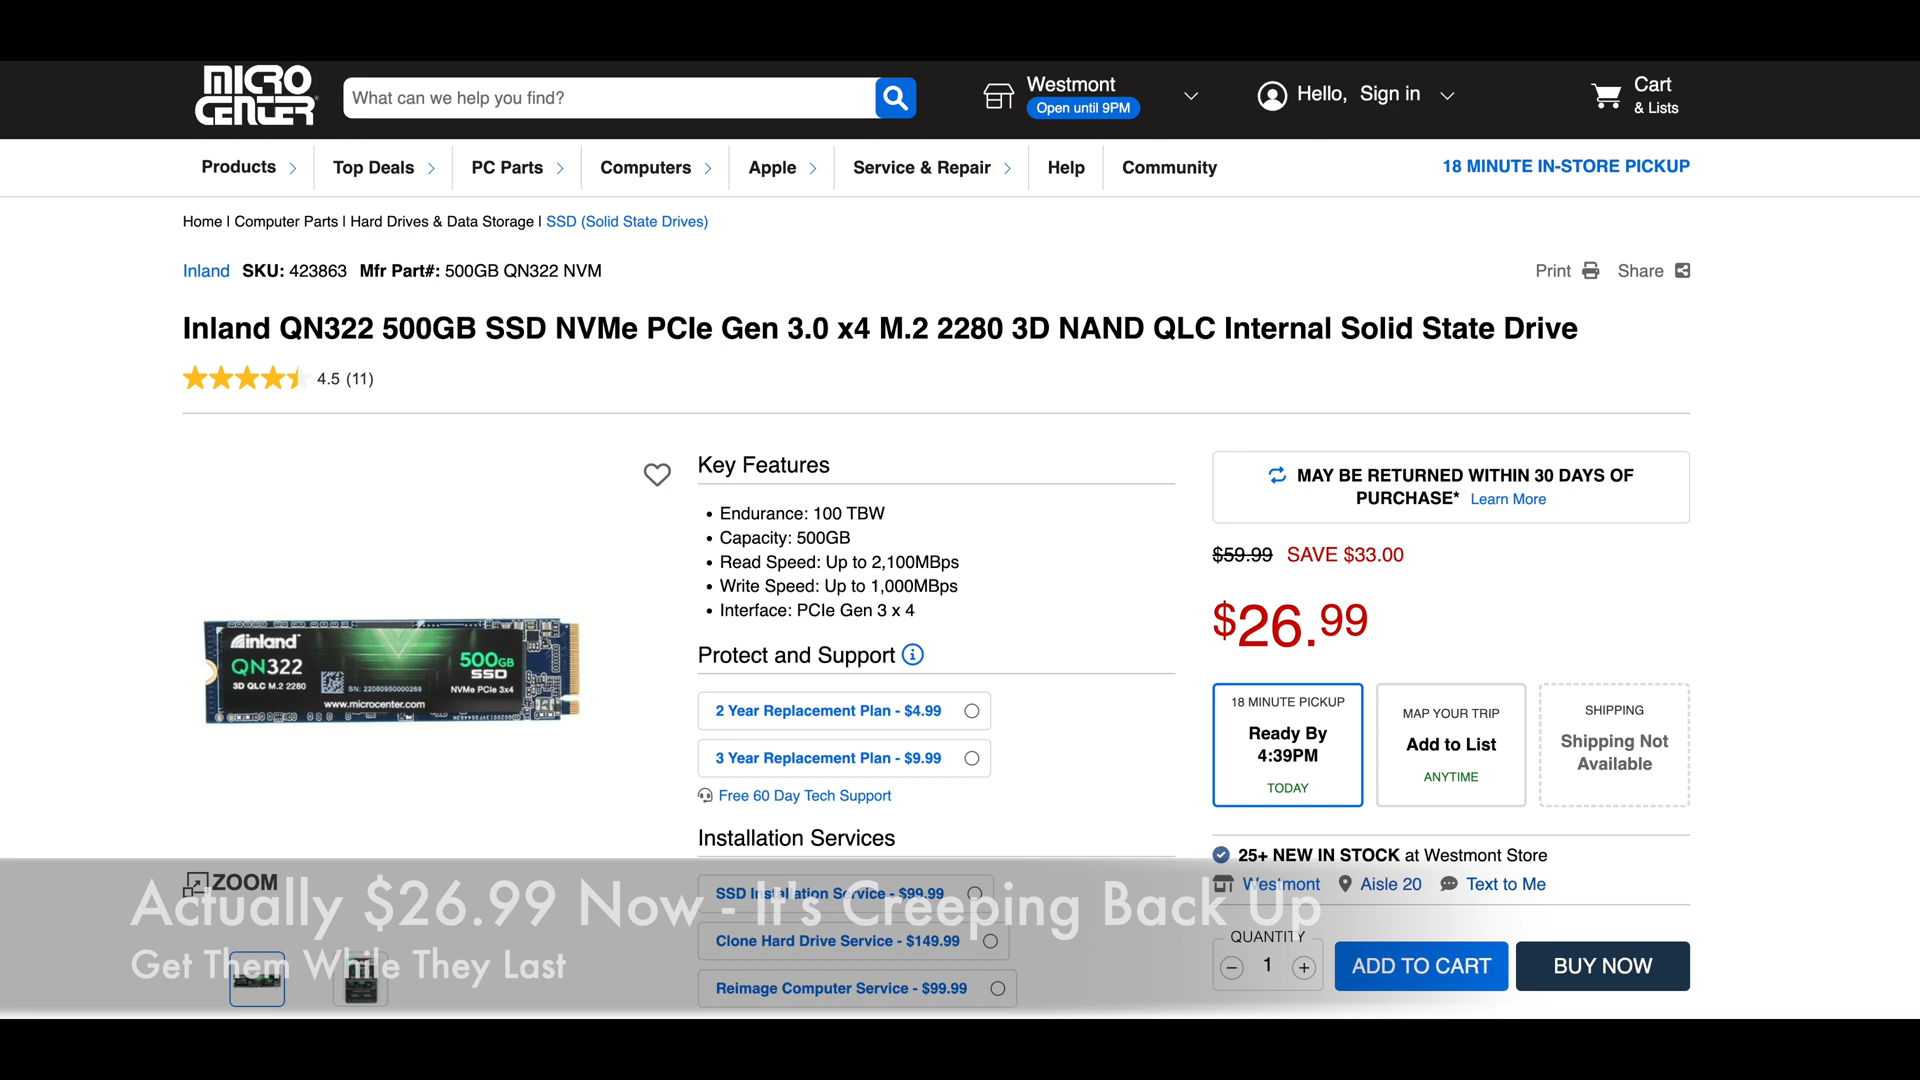 MICRO CENTER
What can we help you find?
Westmont
Open until 9PM
Hello, Sign in
Cart
& Lists
Products
Top Deals
PC Parts
Computers
Apple
Service & Repair
Help
Community
18 MINUTE IN-STORE PICKUP
Home | Computer Parts | Hard Drives & Data Storage | SSD (Solid State Drives)
Inland SKU: 423863 Mfr Part#: 500GB QN322 NVM
Print
Share
Inland QN322 500GB SSD NVMe PCIe Gen 3.0 x4 M.2 2280 3D NAND QLC Internal Solid State Drive
4.5 (11)
inland
QN322
3D QLC M.2 2280
SN: 22080950000269
500GB
SSD
NVMe PCIe 3x4
www.microcenter.com
Key Features
• Endurance: 100 TBW
• Capacity: 500GB
• Read Speed: Up to 2,100MBps
• Write Speed: Up to 1,000MBps
• Interface: PCIe Gen 3 x 4
Protect and Support
2 Year Replacement Plan - $4.99
3 Year Replacement Plan - $9.99
Free 60 Day Tech Support
Installation Services
SSD Installation Service - $99.99
Clone Hard Drive Service - $149.99
Reimage Computer Service - $99.99
MAY BE RETURNED WITHIN 30 DAYS OF
PURCHASE* Learn More
$59.99 SAVE $33.00
$26.99
18 MINUTE PICKUP
Ready By
4:39PM
TODAY
MAP YOUR TRIP
Add to List
ANYTIME
SHIPPING
Shipping Not
Available
25+ NEW IN STOCK at Westmont Store
Westmont
Aisle 20
Text to Me
QUANTITY
1
ADD TO CART
BUY NOW
ZOOM
Actually $26.99 Now - It's Creeping Back Up
Get Them While They Last